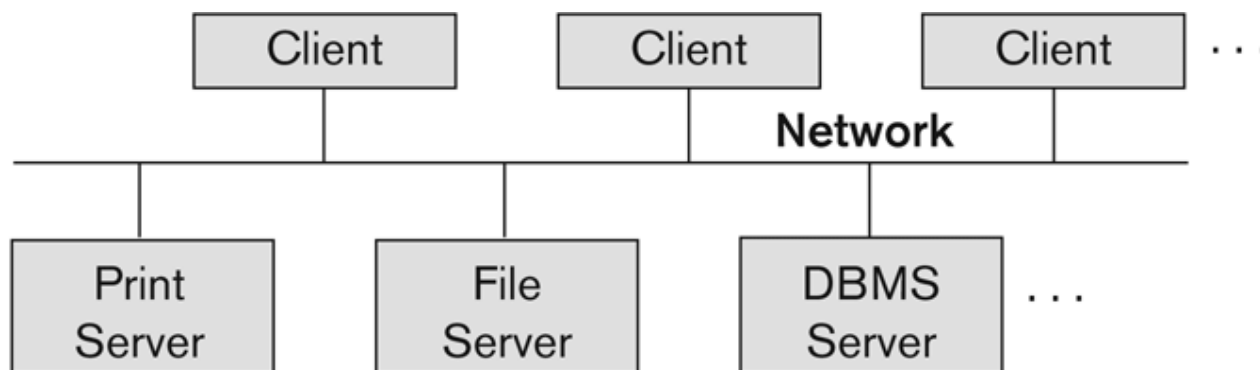 Client Client Client ...
Network
Print File DBMS ...
Server Server Server